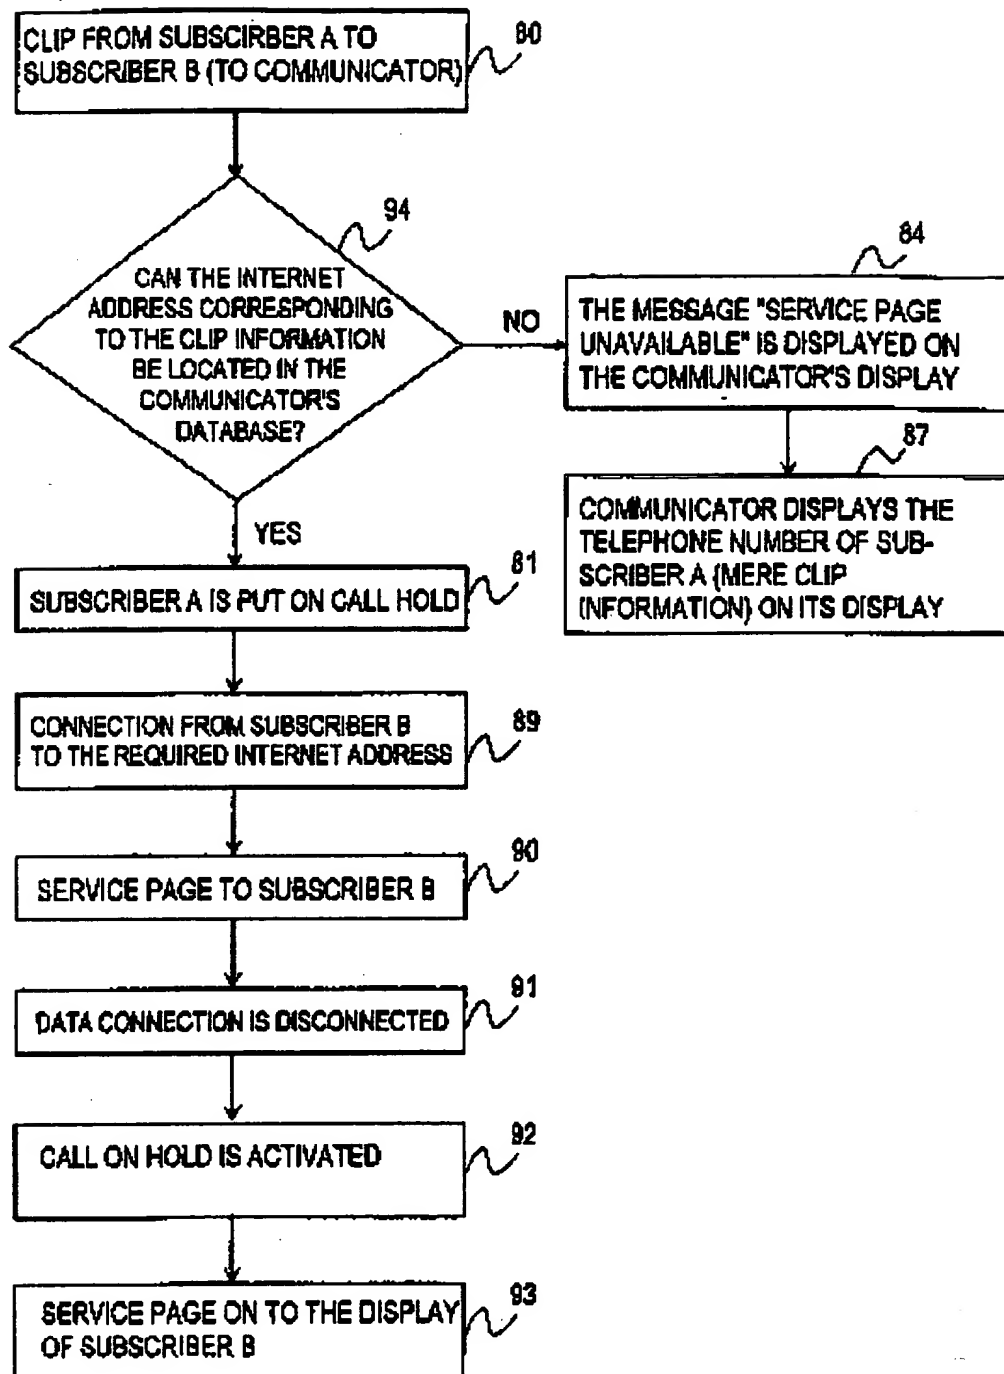 CLIP FROM SUBSCIRBER A TO
SUBSCRIBER B (TO COMMUNICATOR)
80
94
CAN THE INTERNET
ADDRESS CORRESPONDING
TO THE CLIP INFORMATION
BE LOCATED IN THE
COMMUNICATOR'S
DATABASE?
NO
84
THE MESSAGE "SERVICE PAGE
UNAVAILABLE" IS DISPLAYED ON
THE COMMUNICATOR'S DISPLAY
87
COMMUNICATOR DISPLAYS THE
TELEPHONE NUMBER OF SUB-
SCRIBER A (MERE CLIP
INFORMATION) ON ITS DISPLAY
YES
81
SUBSCRIBER A IS PUT ON CALL HOLD
CONNECTION FROM SUBSCRIBER B
TO THE REQUIRED INTERNET ADDRESS
89
90
SERVICE PAGE TO SUBSCRIBER B
91
DATA CONNECTION IS DISCONNECTED
92
CALL ON HOLD IS ACTIVATED
93
SERVICE PAGE ON TO THE DISPLAY
OF SUBSCRIBER B